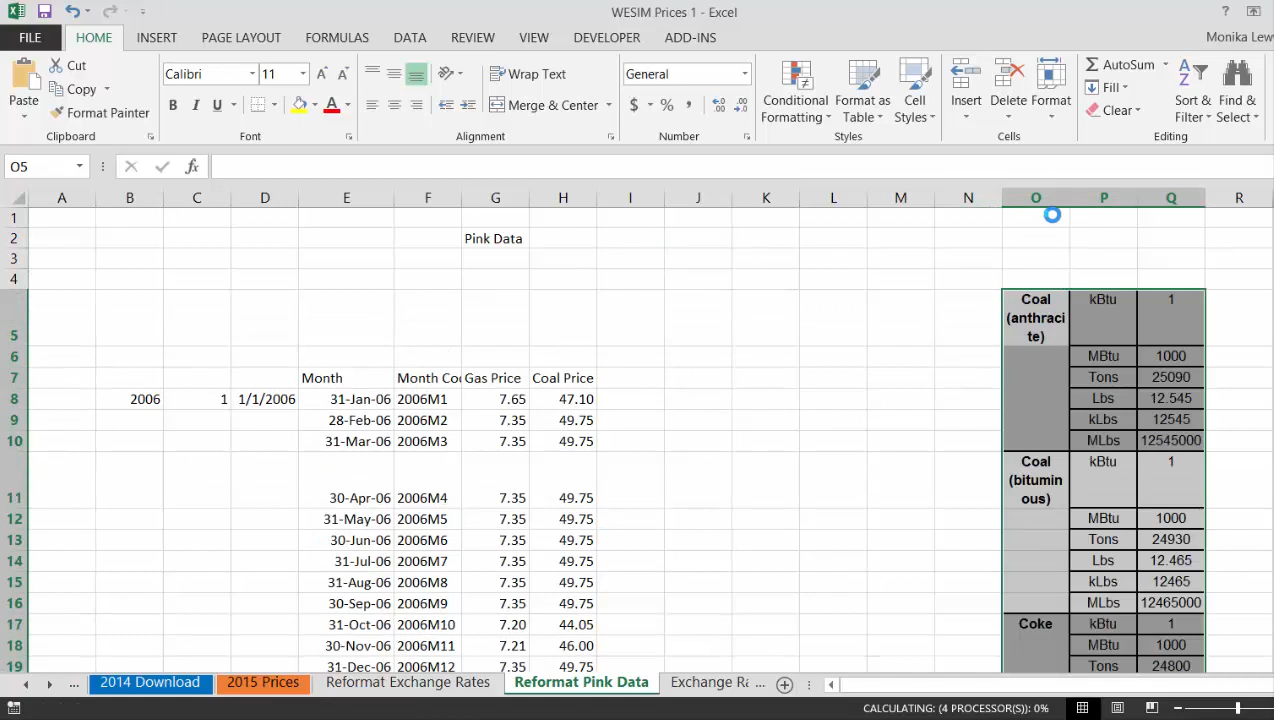 WESIM Prices 1 - Excel
FILE HOME INSERT PAGE LAYOUT FORMULAS DATA REVIEW VIEW DEVELOPER ADD-INS Monika Lew
Paste
Cut
Copy
Format Painter
Clipboard
Calibri 11
B I U
Font
Wrap Text
Merge & Center
Alignment
General
$ % ,
Number
Conditional Formatting
Format as Table
Cell Styles
Styles
Insert Delete Format
Cells
AutoSum
Fill
Clear
Sort & Filter
Find & Select
Editing
O5 fx
A B C D E F G H I J K L M N O P Q R
1
2 Pink Data
3
4
5 Coal (anthraci te) kBtu 1
6 MBtu 1000
7 Month Month Co Gas Price Coal Price Tons 25090
8 2006 1 1/1/2006 31-Jan-06 2006M1 7.65 47.10 Lbs 12.545
9 28-Feb-06 2006M2 7.35 49.75 kLbs 12545
10 31-Mar-06 2006M3 7.35 49.75 MLbs 12545000
11 30-Apr-06 2006M4 7.35 49.75 Coal (bitumin ous) kBtu 1
12 31-May-06 2006M5 7.35 49.75 MBtu 1000
13 30-Jun-06 2006M6 7.35 49.75 Tons 24930
14 31-Jul-06 2006M7 7.35 49.75 Lbs 12.465
15 31-Aug-06 2006M8 7.35 49.75 kLbs 12465
16 30-Sep-06 2006M9 7.35 49.75 MLbs 12465000
17 31-Oct-06 2006M10 7.20 44.05 Coke kBtu 1
18 30-Nov-06 2006M11 7.21 46.00 MBtu 1000
19 31-Dec-06 2006M12 7.35 49.75 Tons 24800
... 2014 Download 2015 Prices Reformat Exchange Rates Reformat Pink Data Exchange Ra ...
CALCULATING: (4 PROCESSOR(S)): 0%